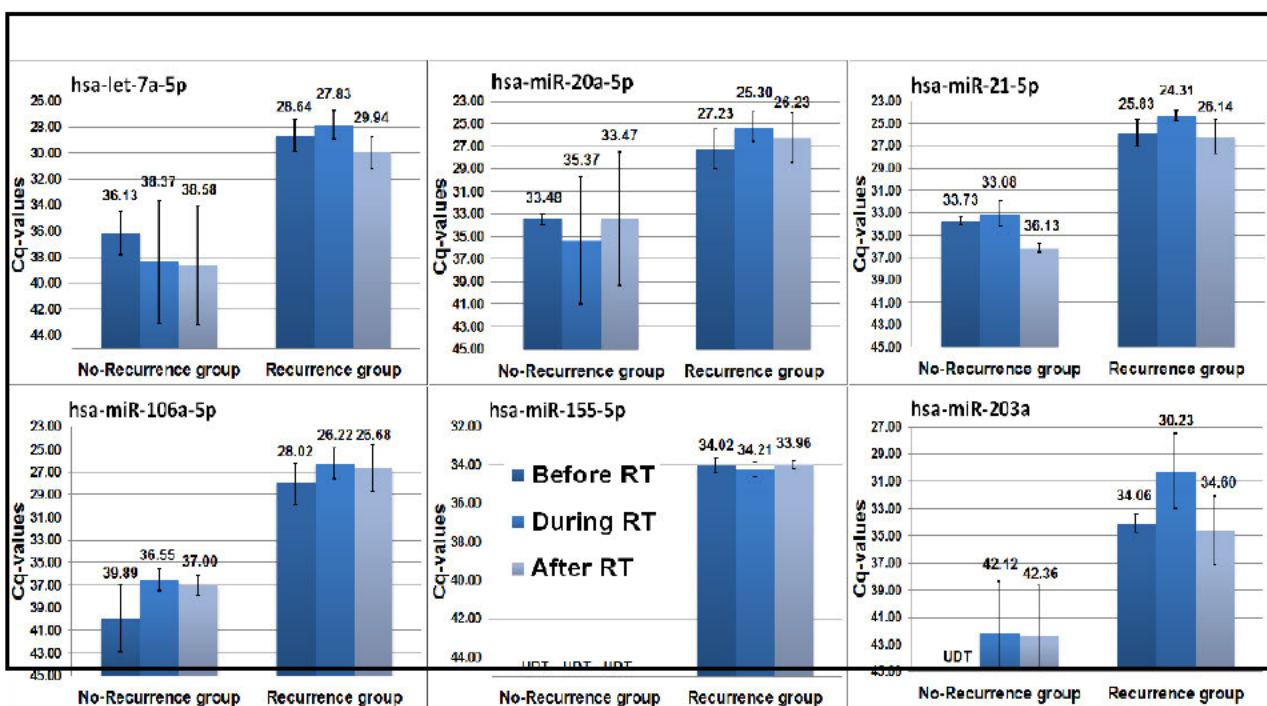 hsa-let-7a-5p
Cq-values
26.00
28.00
30.00
32.00
34.00
36.00
38.00
40.00
42.00
44.00
36.13 38.37 38.58
28.64 27.83 29.94
No-Recurrence group Recurrence group
hsa-miR-20a-5p
Cq-values
23.00
25.00
27.00
29.00
31.00
33.00
35.00
37.00
39.00
41.00
43.00
45.00
33.48 35.37 33.47
27.23 25.30 26.23
No-Recurrence group Recurrence group
hsa-miR-21-5p
Cq-values
23.00
25.00
27.00
29.00
31.00
33.00
35.00
37.00
39.00
41.00
43.00
45.00
33.73 33.08 36.13
25.83 24.31 26.14
No-Recurrence group Recurrence group
hsa-miR-106a-5p
Cq-values
23.00
25.00
27.00
29.00
31.00
33.00
35.00
37.00
39.00
41.00
43.00
45.00
39.89 36.55 37.00
28.02 26.22 26.68
No-Recurrence group Recurrence group
hsa-miR-155-5p
Cq-values
32.00
34.00
36.00
38.00
40.00
42.00
44.00
Before RT
During RT
After RT
UDT UDT UDT
34.02 34.21 33.96
No-Recurrence group Recurrence group
hsa-miR-203a
Cq-values
27.00
29.00
31.00
33.00
35.00
37.00
39.00
41.00
43.00
45.00
UDT 42.12 42.36
34.06 30.23 34.60
No-Recurrence group Recurrence group